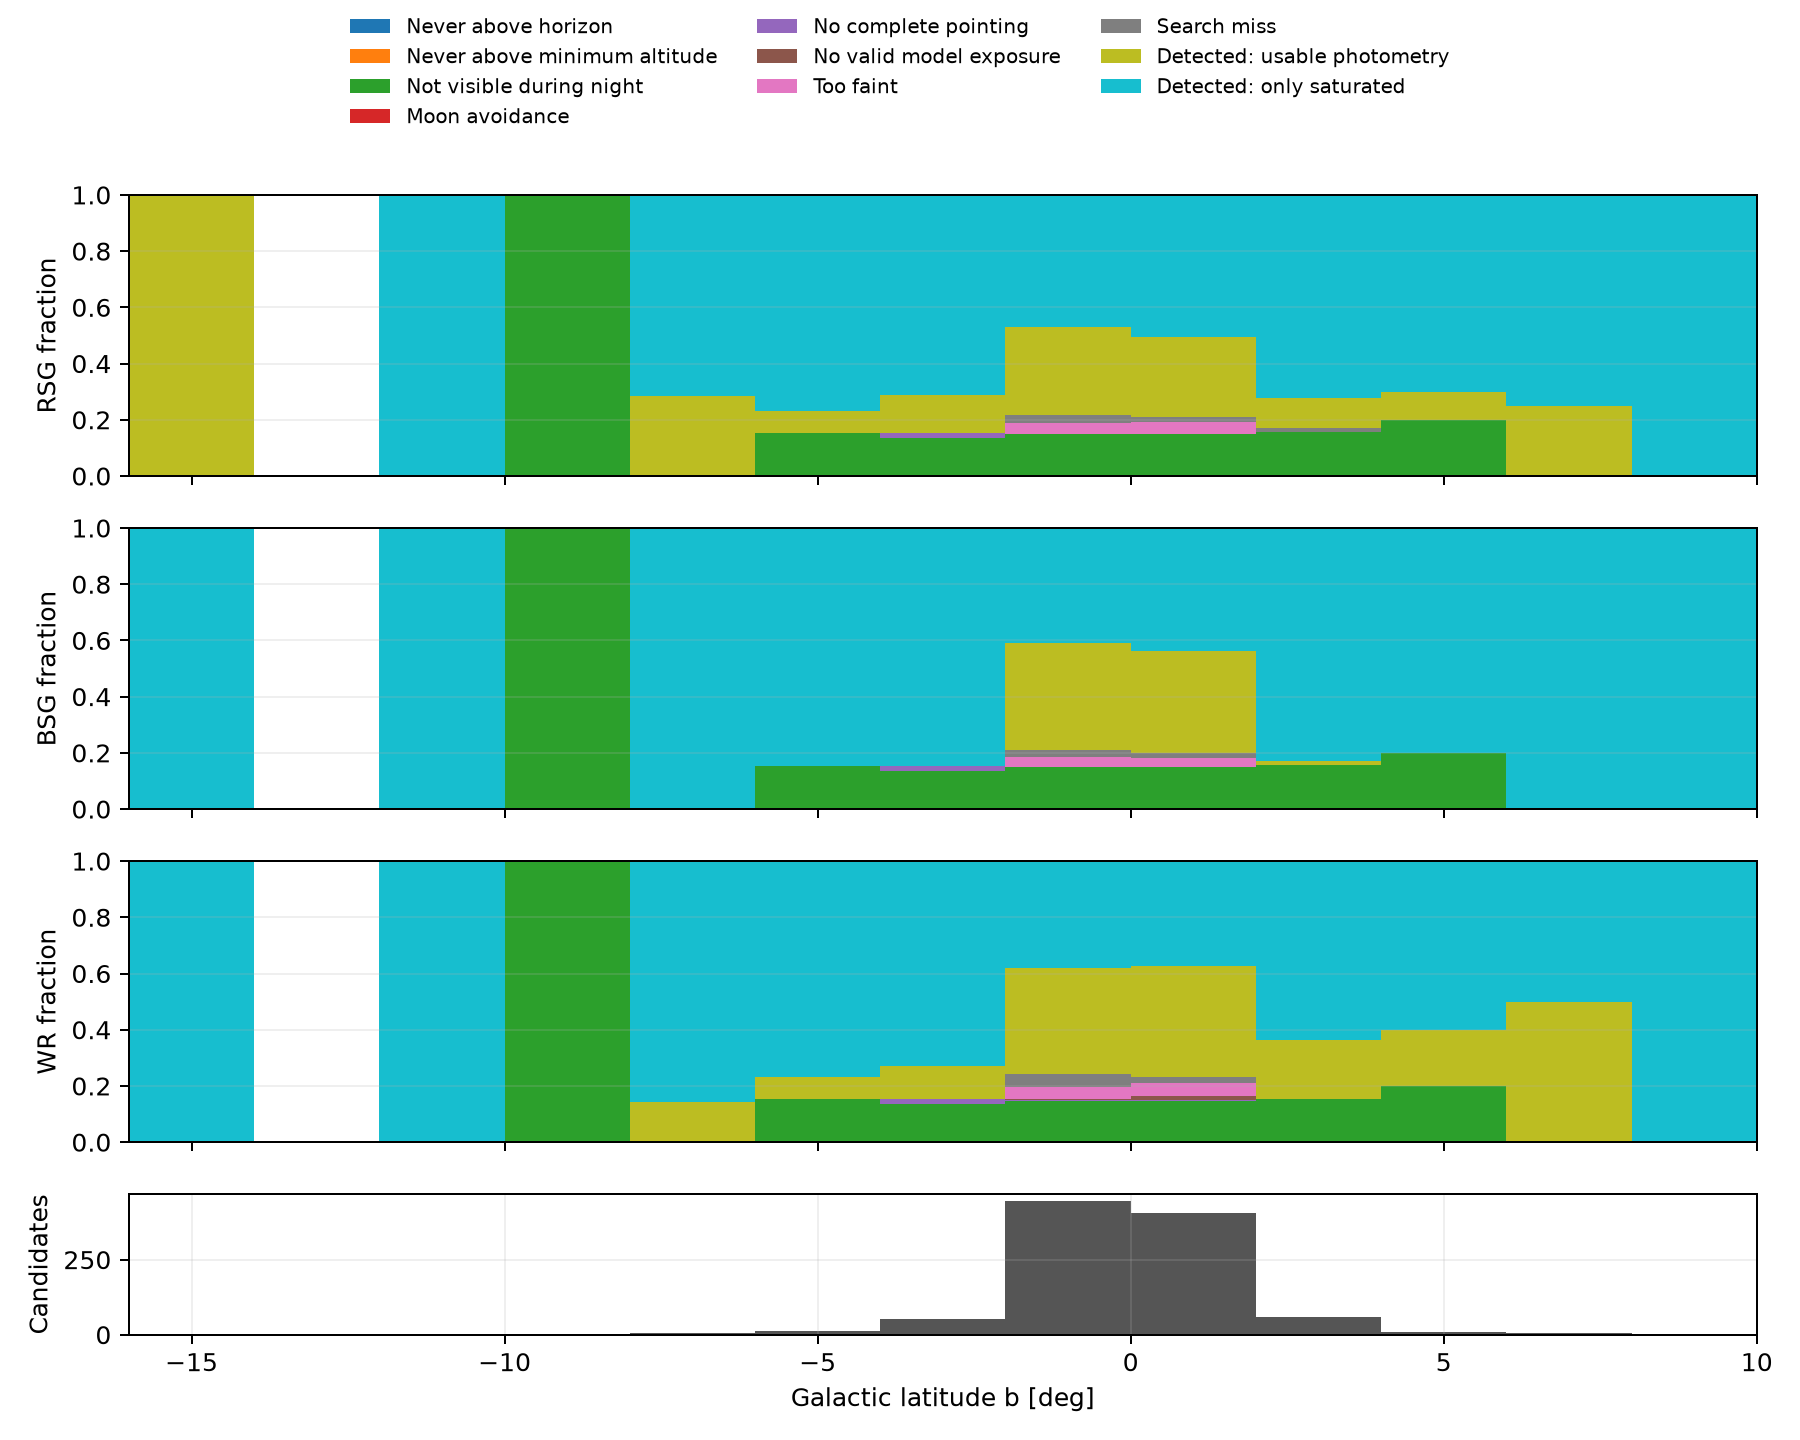 Never above horizon
Never above minimum altitude
Not visible during night
Moon avoidance
No complete pointing
No valid model exposure
Too faint
Search miss
Detected: usable photometry
Detected: only saturated
RSG fraction
1.0
0.8
0.6
0.4
0.2
0.0
BSG fraction
1.0
0.8
0.6
0.4
0.2
0.0
WR fraction
1.0
0.8
0.6
0.4
0.2
0.0
Candidates
250
0
−15 −10 −5 0 5 10
Galactic latitude b [deg]